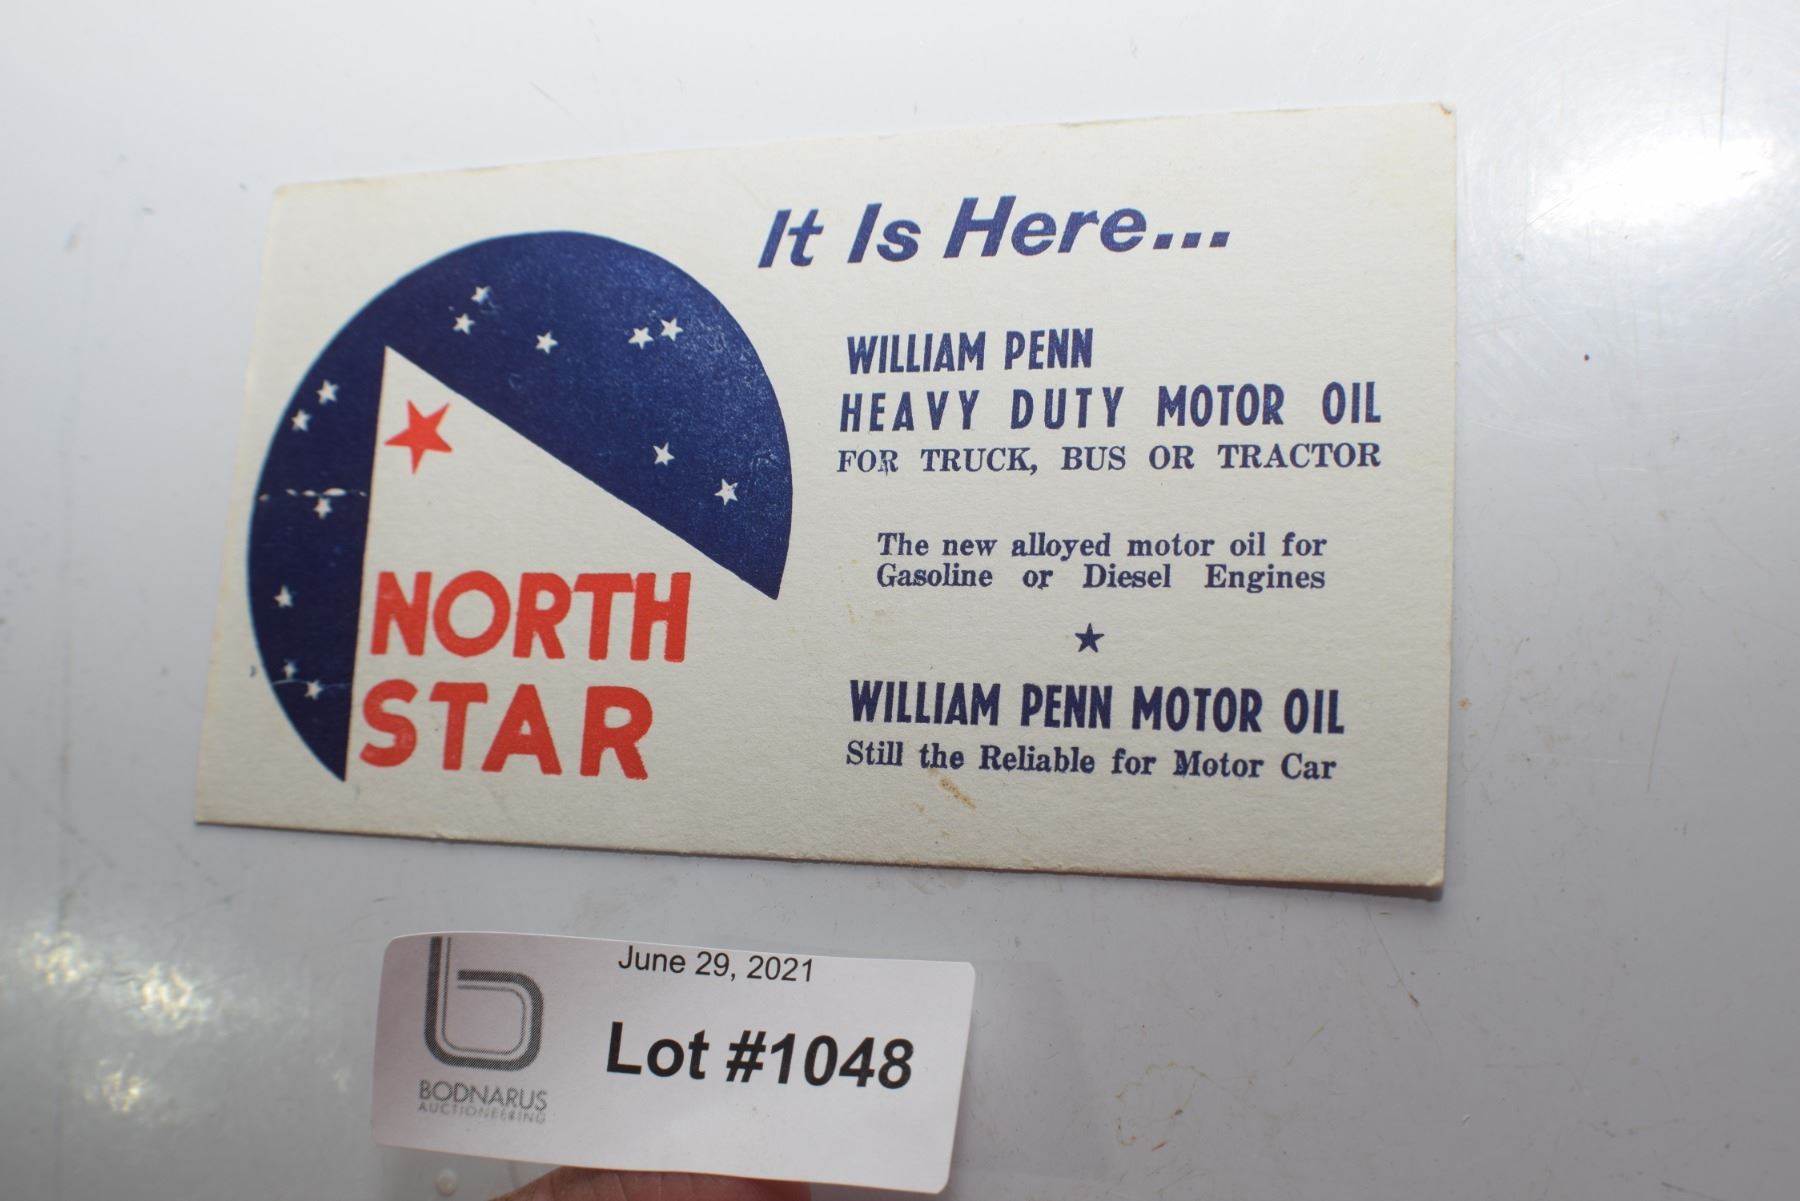 It Is Here...
WILLIAM PENN
HEAVY DUTY MOTOR OIL
FOR TRUCK, BUS OR TRACTOR
The new alloyed motor oil for
Gasoline or Diesel Engines
WILLIAM PENN MOTOR OIL
Still the Reliable for Motor Car
NORTH
STAR
June 29, 2021
Lot #1048
BODNARUS
AUCTIONEERING